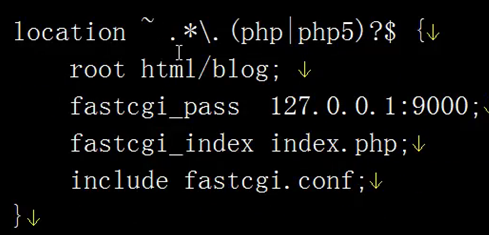 location ~ .*\.(php|php5)?$ {↓
root html/blog; ↓
fastcgi_pass  127.0.0.1:9000;↓
fastcgi_index index.php;↓
include fastcgi.conf;↓
}↓